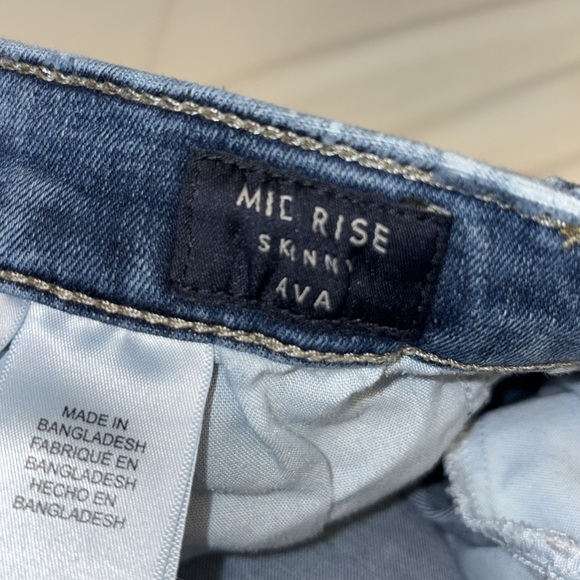 MID RISE
SKINNY
AVA
MADE IN
BANGLADESH
FABRIQUÉ EN
BANGLADESH
HECHO EN
BANGLADESH